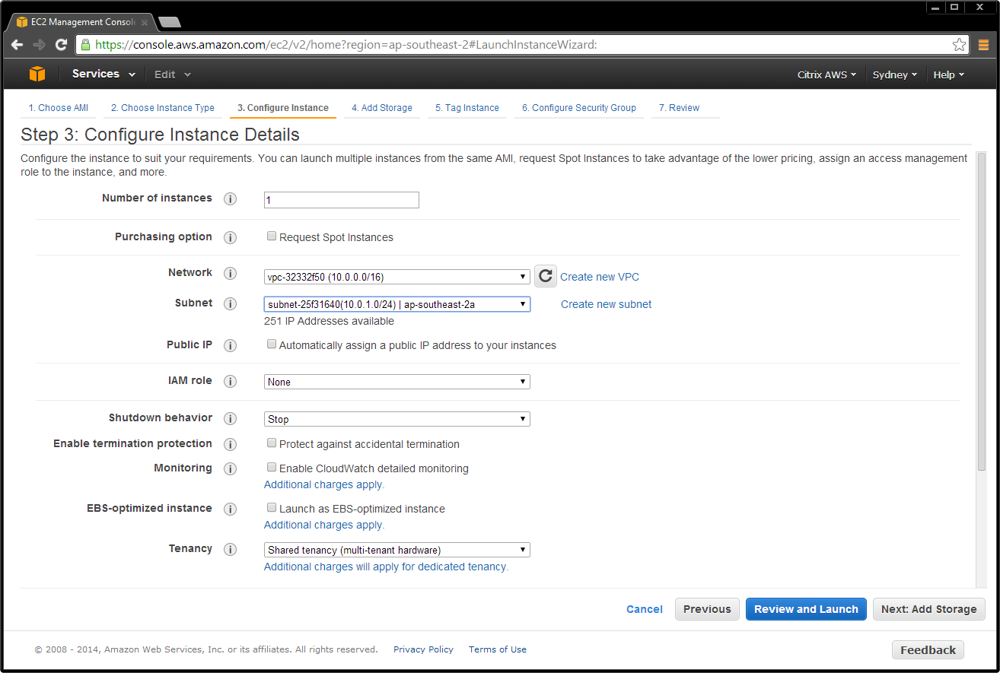 EC2 Management Consol
https://console.aws.amazon.com/ec2/v2/home?region=ap-southeast-2#LaunchInstanceWizard:
Services Edit Citrix AWS Sydney Help
1. Choose AMI 2. Choose Instance Type 3. Configure Instance 4. Add Storage 5. Tag Instance 6. Configure Security Group 7. Review
Step 3: Configure Instance Details
Configure the instance to suit your requirements. You can launch multiple instances from the same AMI, request Spot Instances to take advantage of the lower pricing, assign an access management
role to the instance, and more.
Number of instances i 1
Purchasing option i Request Spot Instances
Network i vpc-32332f50 (10.0.0.0/16) Create new VPC
Subnet i subnet-25f31640(10.0.1.0/24) | ap-southeast-2a Create new subnet
251 IP Addresses available
Public IP i Automatically assign a public IP address to your instances
IAM role i None
Shutdown behavior i Stop
Enable termination protection i Protect against accidental termination
Monitoring i Enable CloudWatch detailed monitoring
Additional charges apply.
EBS-optimized instance i Launch as EBS-optimized instance
Additional charges apply.
Tenancy i Shared tenancy (multi-tenant hardware)
Additional charges will apply for dedicated tenancy.
Cancel Previous Review and Launch Next: Add Storage
© 2008 - 2014, Amazon Web Services, Inc. or its affiliates. All rights reserved. Privacy Policy Terms of Use Feedback